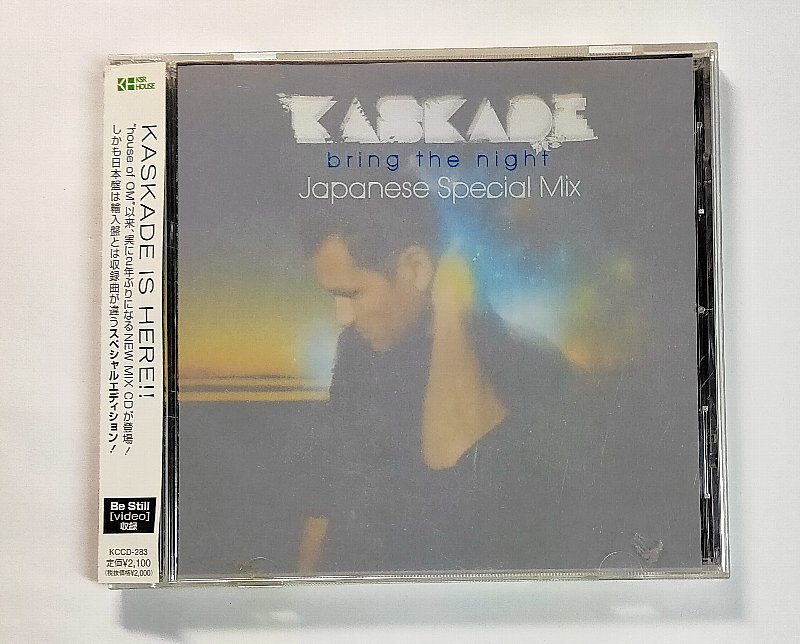 KSR
HOUSE
KASKADE IS HERE!!
"house of OM"以来、実に2年ぶりになるNEW MIX CDが登場!
しかも日本盤は輸入盤とは収録曲が違うスペシャルエディション!
Be Still
[video]
収録
KCCD-283
定価¥2,100
(税抜価格¥2,000)
KASKADE
bring the night
Japanese Special Mix